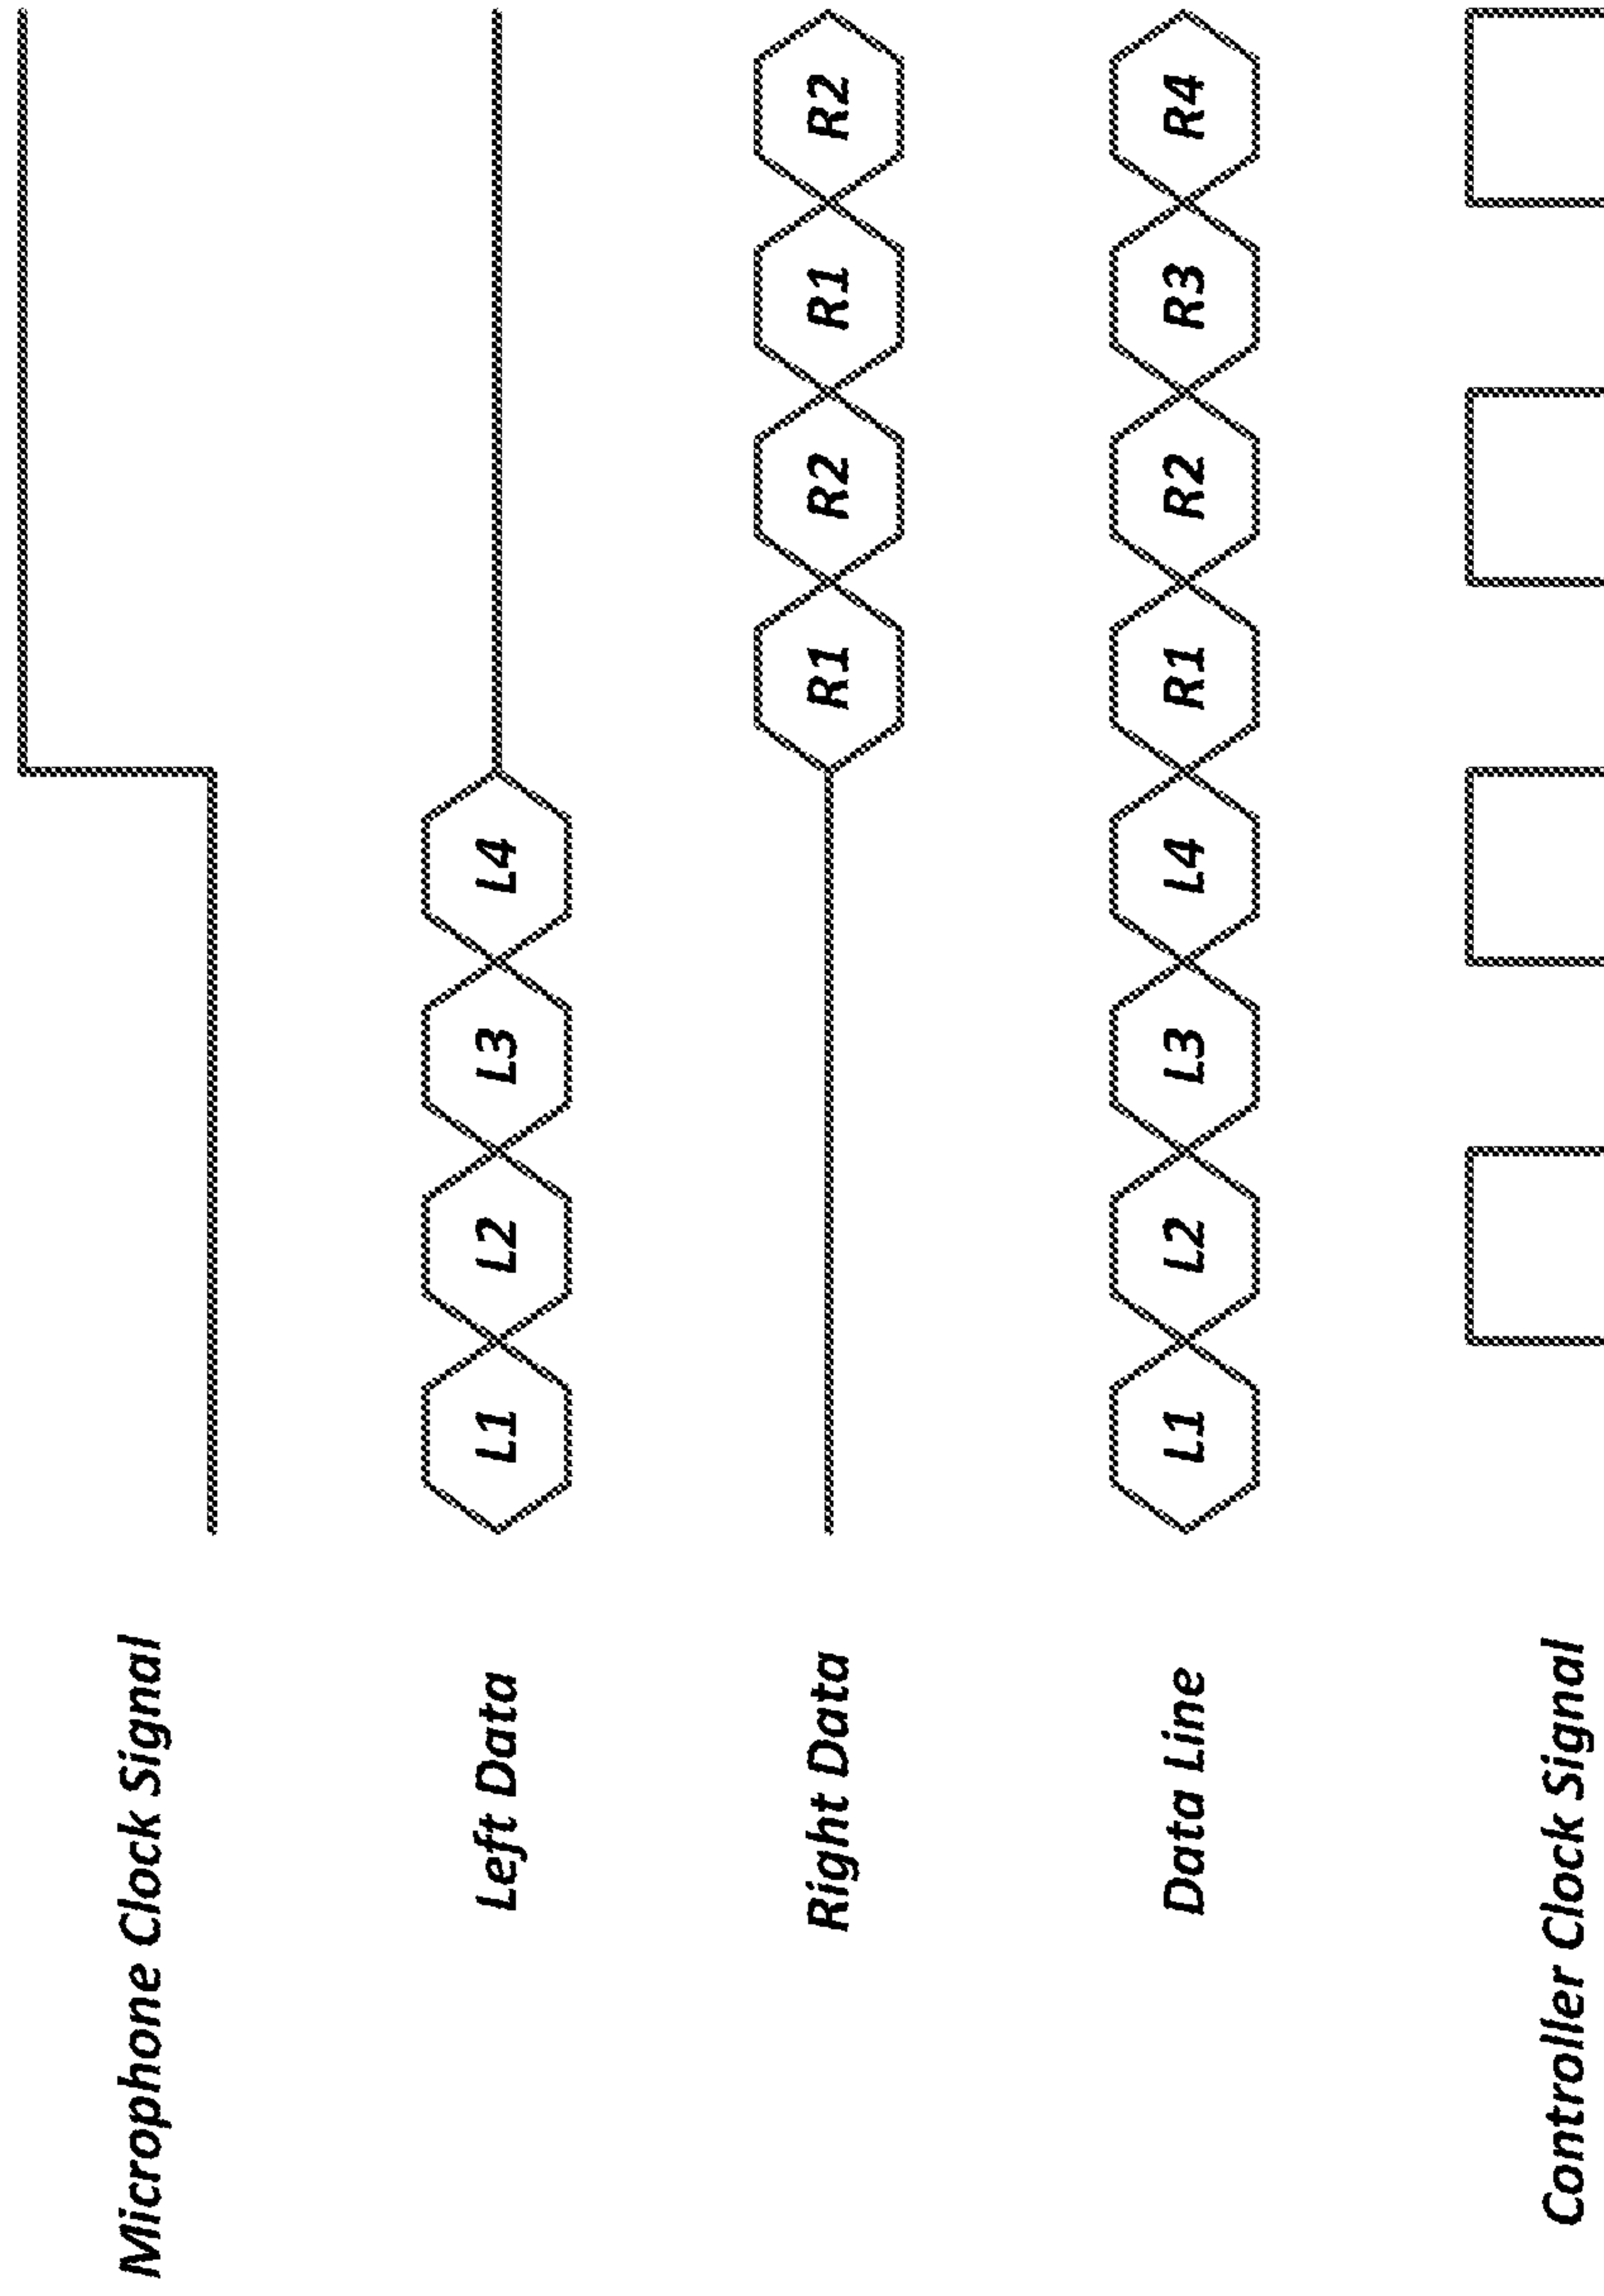 Microphone Clock Signal
Left Data
L1 L2 L3 L4
Right Data
R1 R2 R1 R2
Data Line
L1 L2 L3 L4 R1 R2 R3 R4
Controller Clock Signal